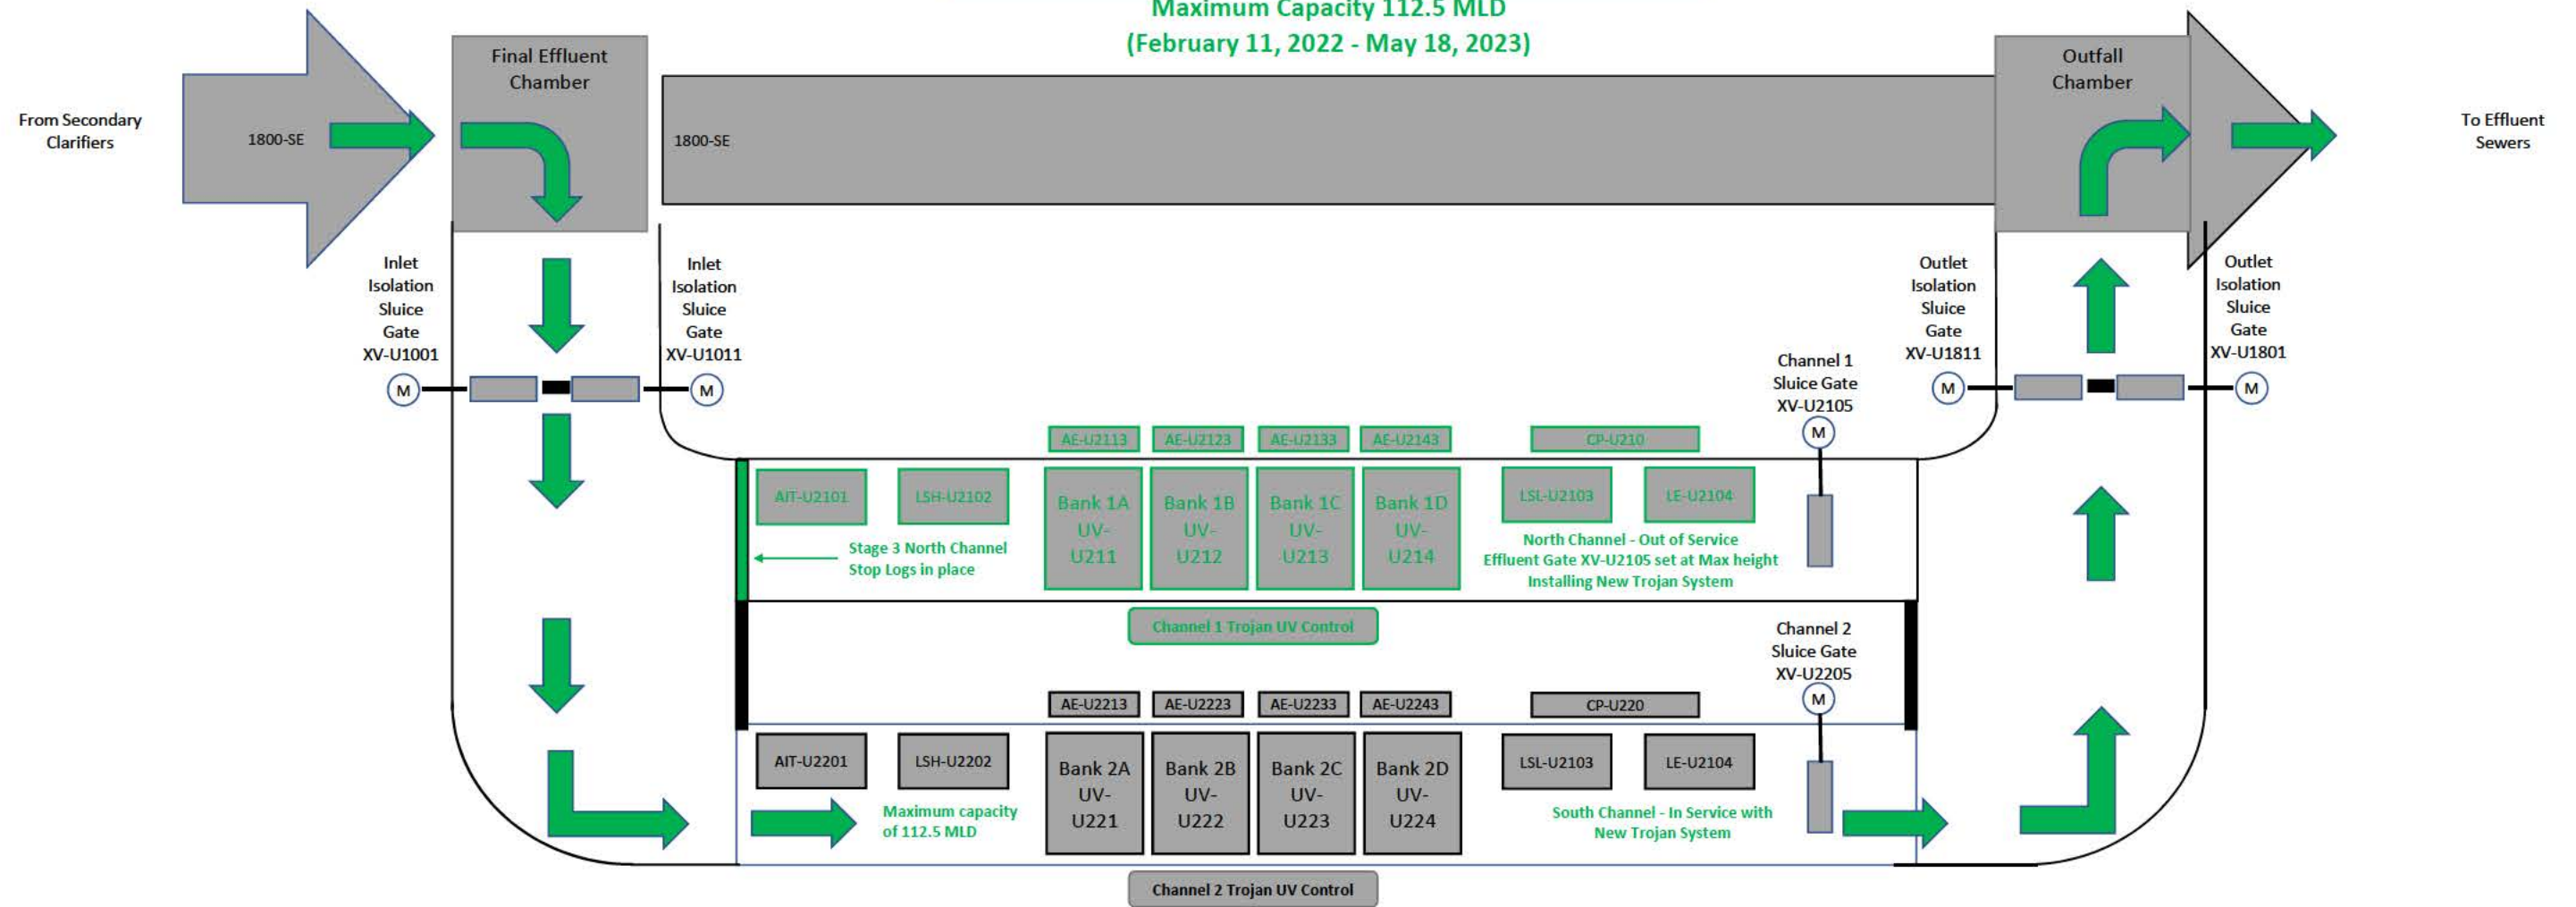 Maximum Capacity 112.5 MLD
(February 11, 2022 - May 18, 2023)
Final Effluent
Chamber
Outfall
Chamber
From Secondary
Clarifiers
1800-SE
1800-SE
To Effluent
Sewers
Inlet
Isolation
Sluice
Gate
XV-U1001
M
Inlet
Isolation
Sluice
Gate
XV-U1011
M
Outlet
Isolation
Sluice
Gate
XV-U1811
M
Outlet
Isolation
Sluice
Gate
XV-U1801
M
Channel 1
Sluice Gate
XV-U2105
M
AE-U2113
AE-U2123
AE-U2133
AE-U2143
CP-U210
AIT-U2101
LSH-U2102
Bank 1A
UV-
U211
Bank 1B
UV-
U212
Bank 1C
UV-
U213
Bank 1D
UV-
U214
LSL-U2103
LE-U2104
Stage 3 North Channel
Stop Logs in place
North Channel - Out of Service
Effluent Gate XV-U2105 set at Max height
Installing New Trojan System
Channel 1 Trojan UV Control
Channel 2
Sluice Gate
XV-U2205
M
AE-U2213
AE-U2223
AE-U2233
AE-U2243
CP-U220
AIT-U2201
LSH-U2202
Bank 2A
UV-
U221
Bank 2B
UV-
U222
Bank 2C
UV-
U223
Bank 2D
UV-
U224
LSL-U2103
LE-U2104
Maximum capacity
of 112.5 MLD
South Channel - In Service with
New Trojan System
Channel 2 Trojan UV Control